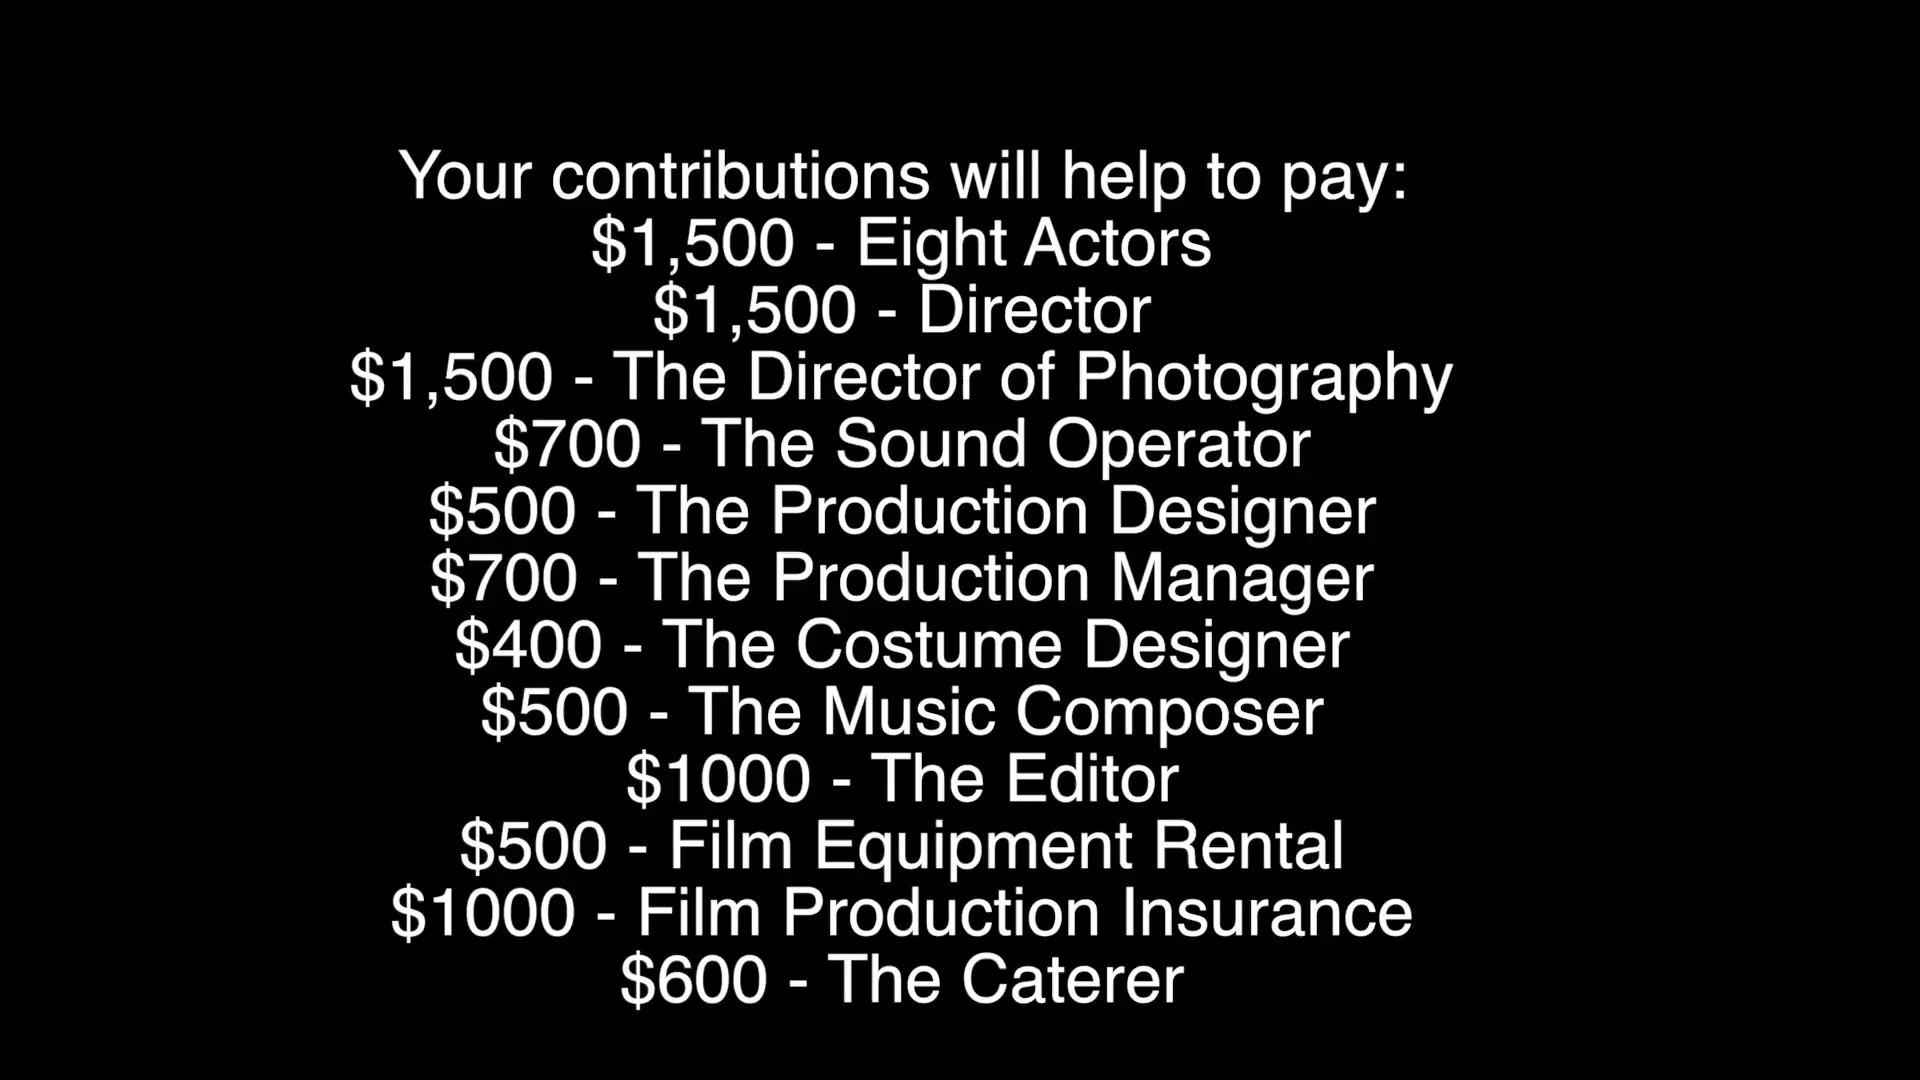 Your contributions will help to pay:
$1,500 - Eight Actors
$1,500 - Director
$1,500 - The Director of Photography
$700 - The Sound Operator
$500 - The Production Designer
$700 - The Production Manager
$400 - The Costume Designer
$500 - The Music Composer
$1000 - The Editor
$500 - Film Equipment Rental
$1000 - Film Production Insurance
$600 - The Caterer